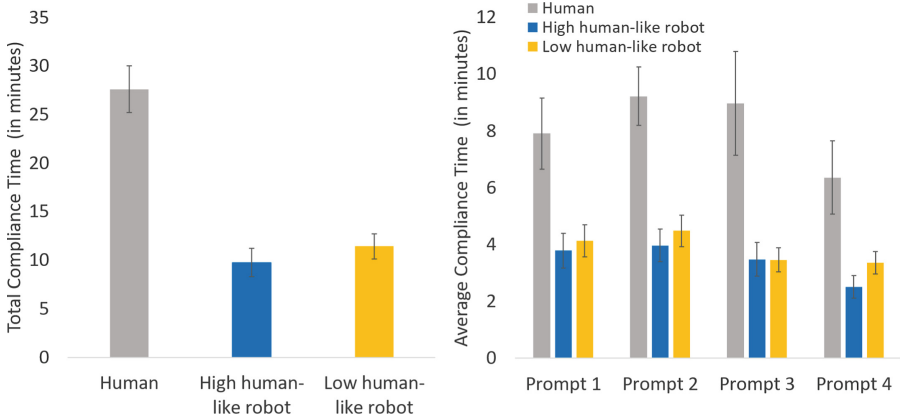 Total Compliance Time (in minutes)
35
30
25
20
15
10
5
0
Human
High human-
like robot
Low human-
like robot
Average Compliance Time (in minutes)
12
10
8
6
4
2
0
Human
High human-like robot
Low human-like robot
Prompt 1
Prompt 2
Prompt 3
Prompt 4